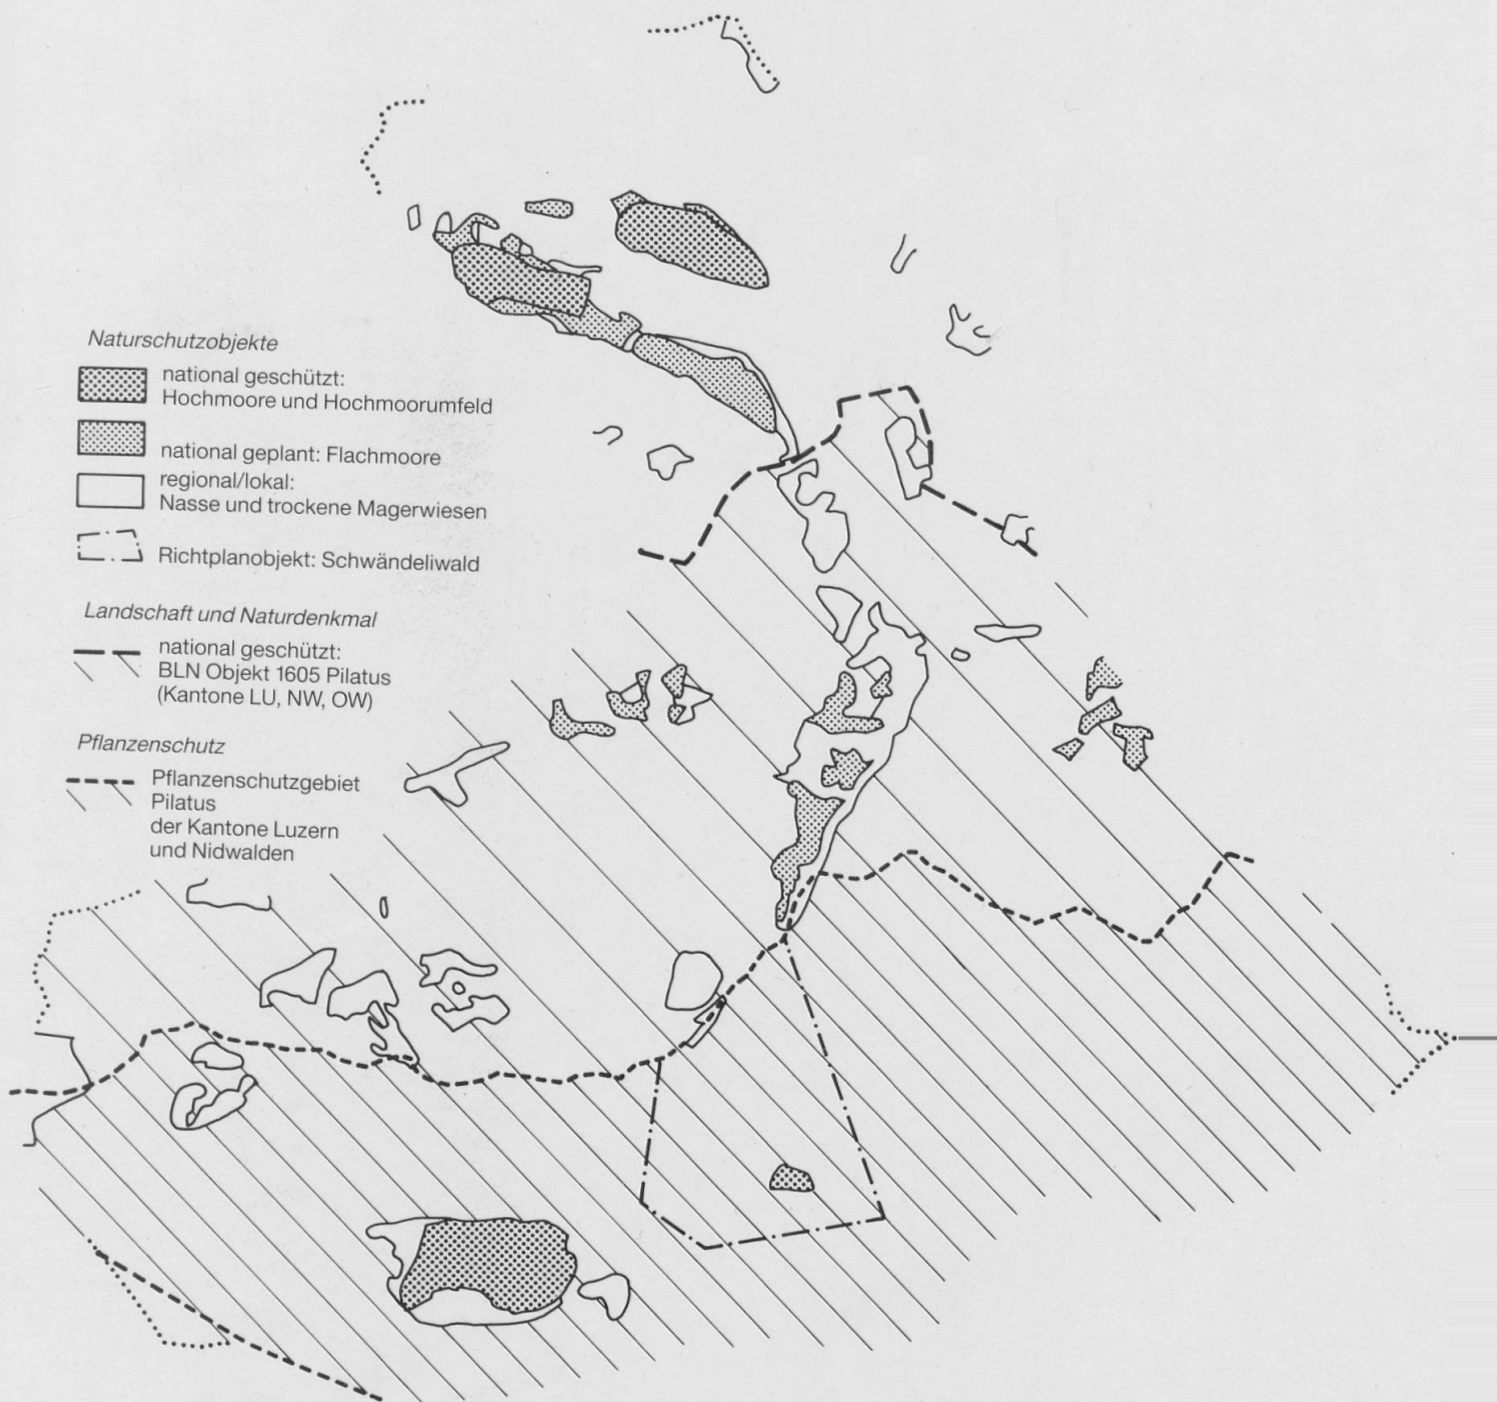 Naturschutzobjekte
national geschützt:
Hochmoore und Hochmoorumfeld
national geplant: Flachmoore
regional/lokal:
Nasse und trockene Magerwiesen
Richtplanobjekt: Schwändeliwald
Landschaft und Naturdenkmal
national geschützt:
BLN Objekt 1605 Pilatus
(Kantone LU, NW, OW)
Pflanzenschutz
Pflanzenschutzgebiet
Pilatus
der Kantone Luzern
und Nidwalden